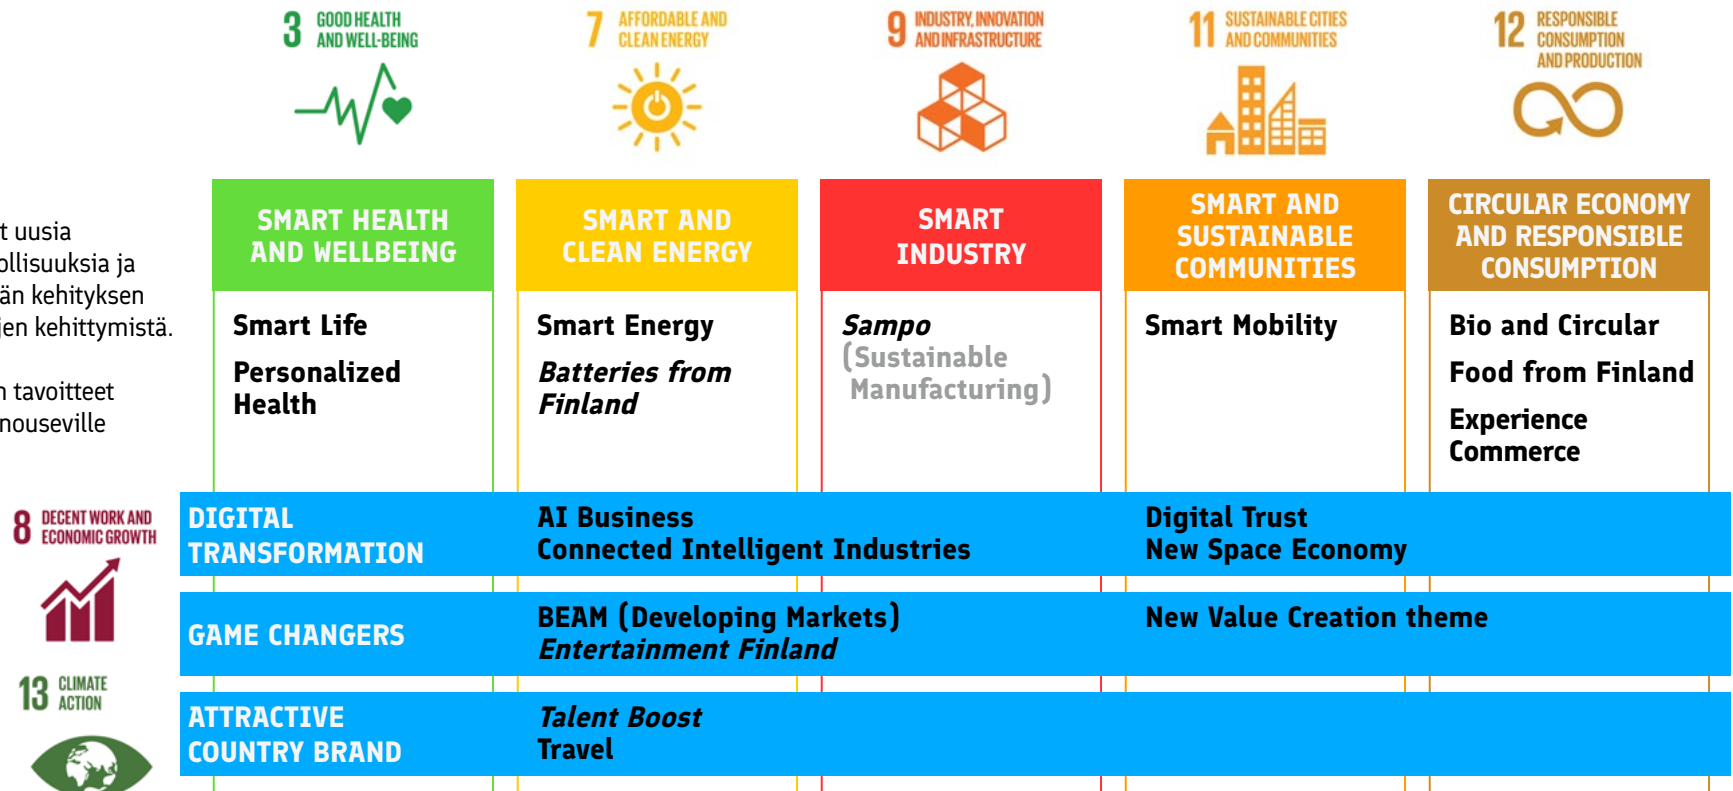 3 GOOD HEALTH
AND WELL-BEING
7 AFFORDABLE AND
CLEAN ENERGY
9 INDUSTRY, INNOVATION
AND INFRASTRUCTURE
11 SUSTAINABLE CITIES
AND COMMUNITIES
12 RESPONSIBLE
CONSUMPTION
AND PRODUCTION
t uusia
ollisuuksia ja
än kehityksen
jen kehittymistä.
n tavoitteet
nouseville
SMART HEALTH
AND WELLBEING
Smart Life
Personalized
Health
SMART AND
CLEAN ENERGY
Smart Energy
Batteries from
Finland
SMART
INDUSTRY
Sampo
(Sustainable
Manufacturing)
SMART AND
SUSTAINABLE
COMMUNITIES
Smart Mobility
CIRCULAR ECONOMY
AND RESPONSIBLE
CONSUMPTION
Bio and Circular
Food from Finland
Experience
Commerce
8 DECENT WORK AND
ECONOMIC GROWTH
13 CLIMATE
ACTION
DIGITAL
TRANSFORMATION
AI Business
Connected Intelligent Industries
Digital Trust
New Space Economy
GAME CHANGERS
BEAM (Developing Markets)
Entertainment Finland
New Value Creation theme
ATTRACTIVE
COUNTRY BRAND
Talent Boost
Travel